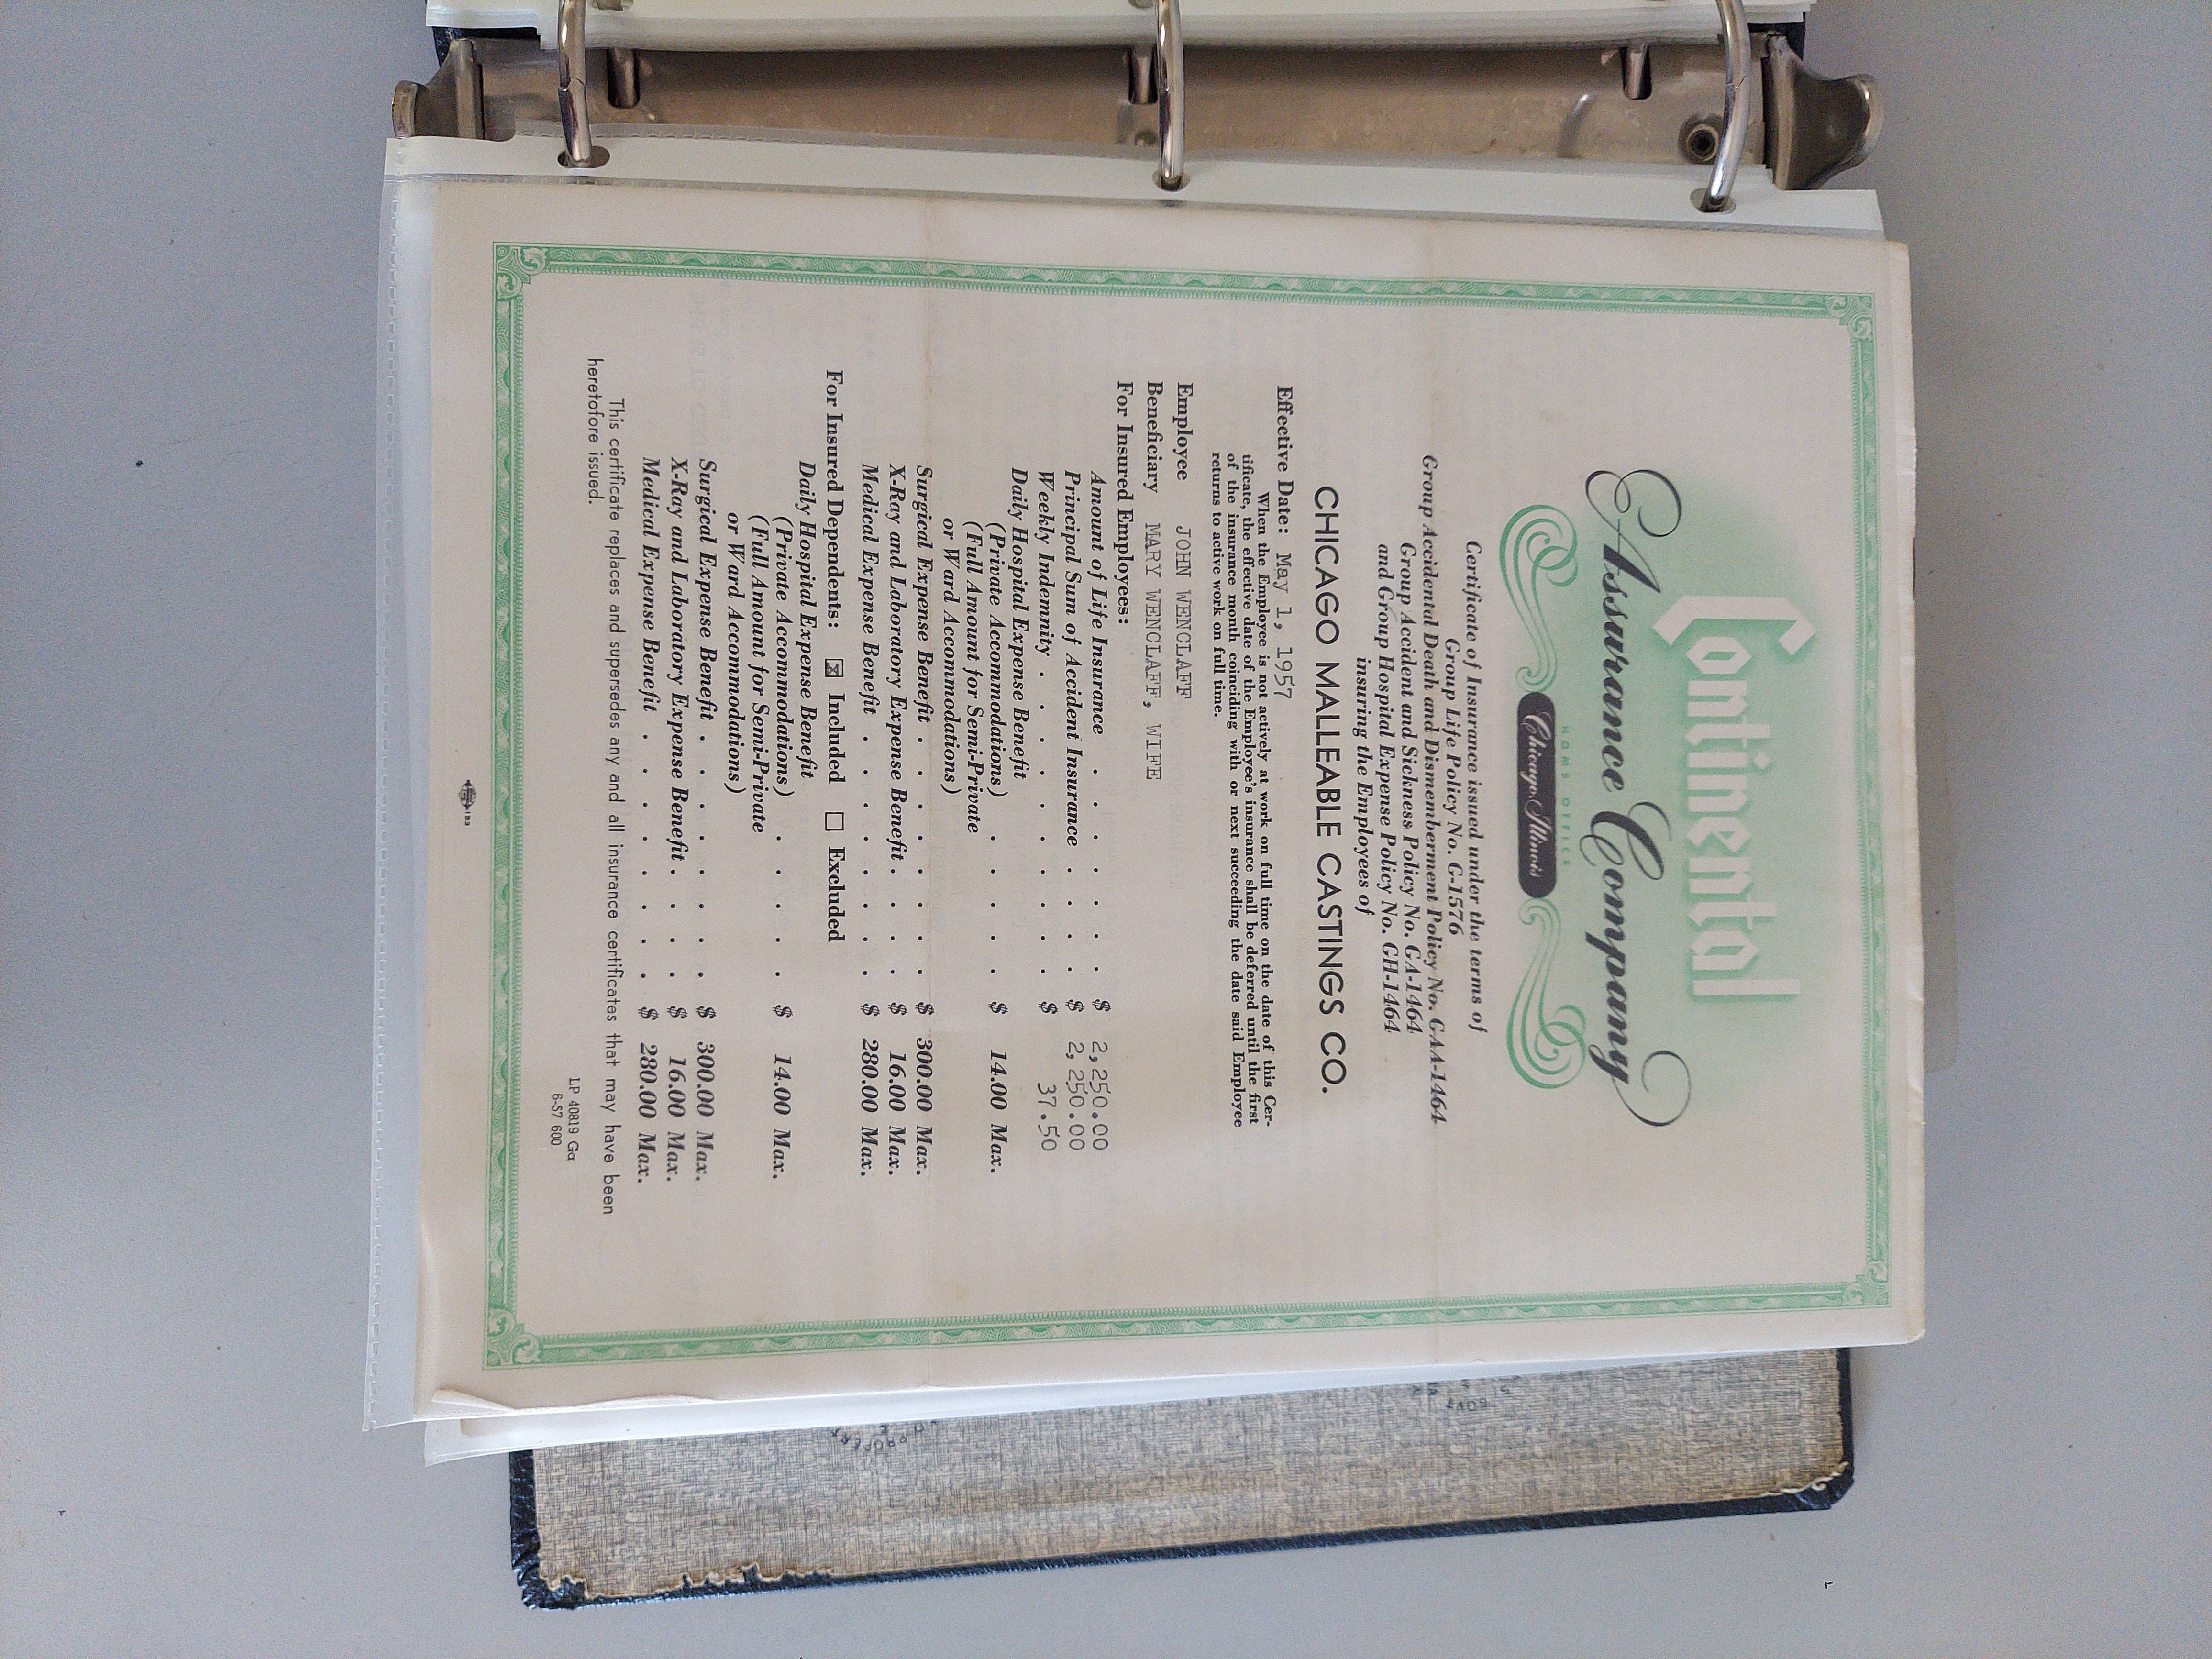 Continental
Assurance Company
HOME OFFICE
Chicago, Illinois
Certificate of Insurance issued under the terms of
Group Life Policy No. G-1576
Group Accidental Death and Dismemberment Policy No. GAA-1464
Group Accident and Sickness Policy No. GA-1464
and Group Hospital Expense Policy No. GH-1464
insuring the Employees of
CHICAGO MALLEABLE CASTINGS CO.
Effective Date: May 1, 1957
When the Employee is not actively at work on full time on the date of this Cer-
tificate, the effective date of the Employee's insurance shall be deferred until the first
of the insurance month coinciding with or next succeeding the date said Employee
returns to active work on full time.
Employee JOHN WENCLAFF
Beneficiary MARY WENCLAFF, WIFE
For Insured Employees:
Amount of Life Insurance . . . . . . . $ 2,250.00
Principal Sum of Accident Insurance . . . . . $ 2,250.00
Weekly Indemnity . . . . . . . . . . $ 37.50
Daily Hospital Expense Benefit
(Private Accommodations) . . . . . $ 14.00 Max.
(Full Amount for Semi-Private
or Ward Accommodations)
Surgical Expense Benefit . . . . . . . . $ 300.00 Max.
X-Ray and Laboratory Expense Benefit . . . . $ 16.00 Max.
Medical Expense Benefit . . . . . . . . $ 280.00 Max.
For Insured Dependents: ☒ Included ☐ Excluded
Daily Hospital Expense Benefit
(Private Accommodations) . . . . . $ 14.00 Max.
(Full Amount for Semi-Private
or Ward Accommodations)
Surgical Expense Benefit . . . . . . . . $ 300.00 Max.
X-Ray and Laboratory Expense Benefit . . . . $ 16.00 Max.
Medical Expense Benefit . . . . . . . . $ 280.00 Max.
This certificate replaces and supersedes any and all insurance certificates that may have been
heretofore issued.
LP 40819 Ga
6-57 600
153